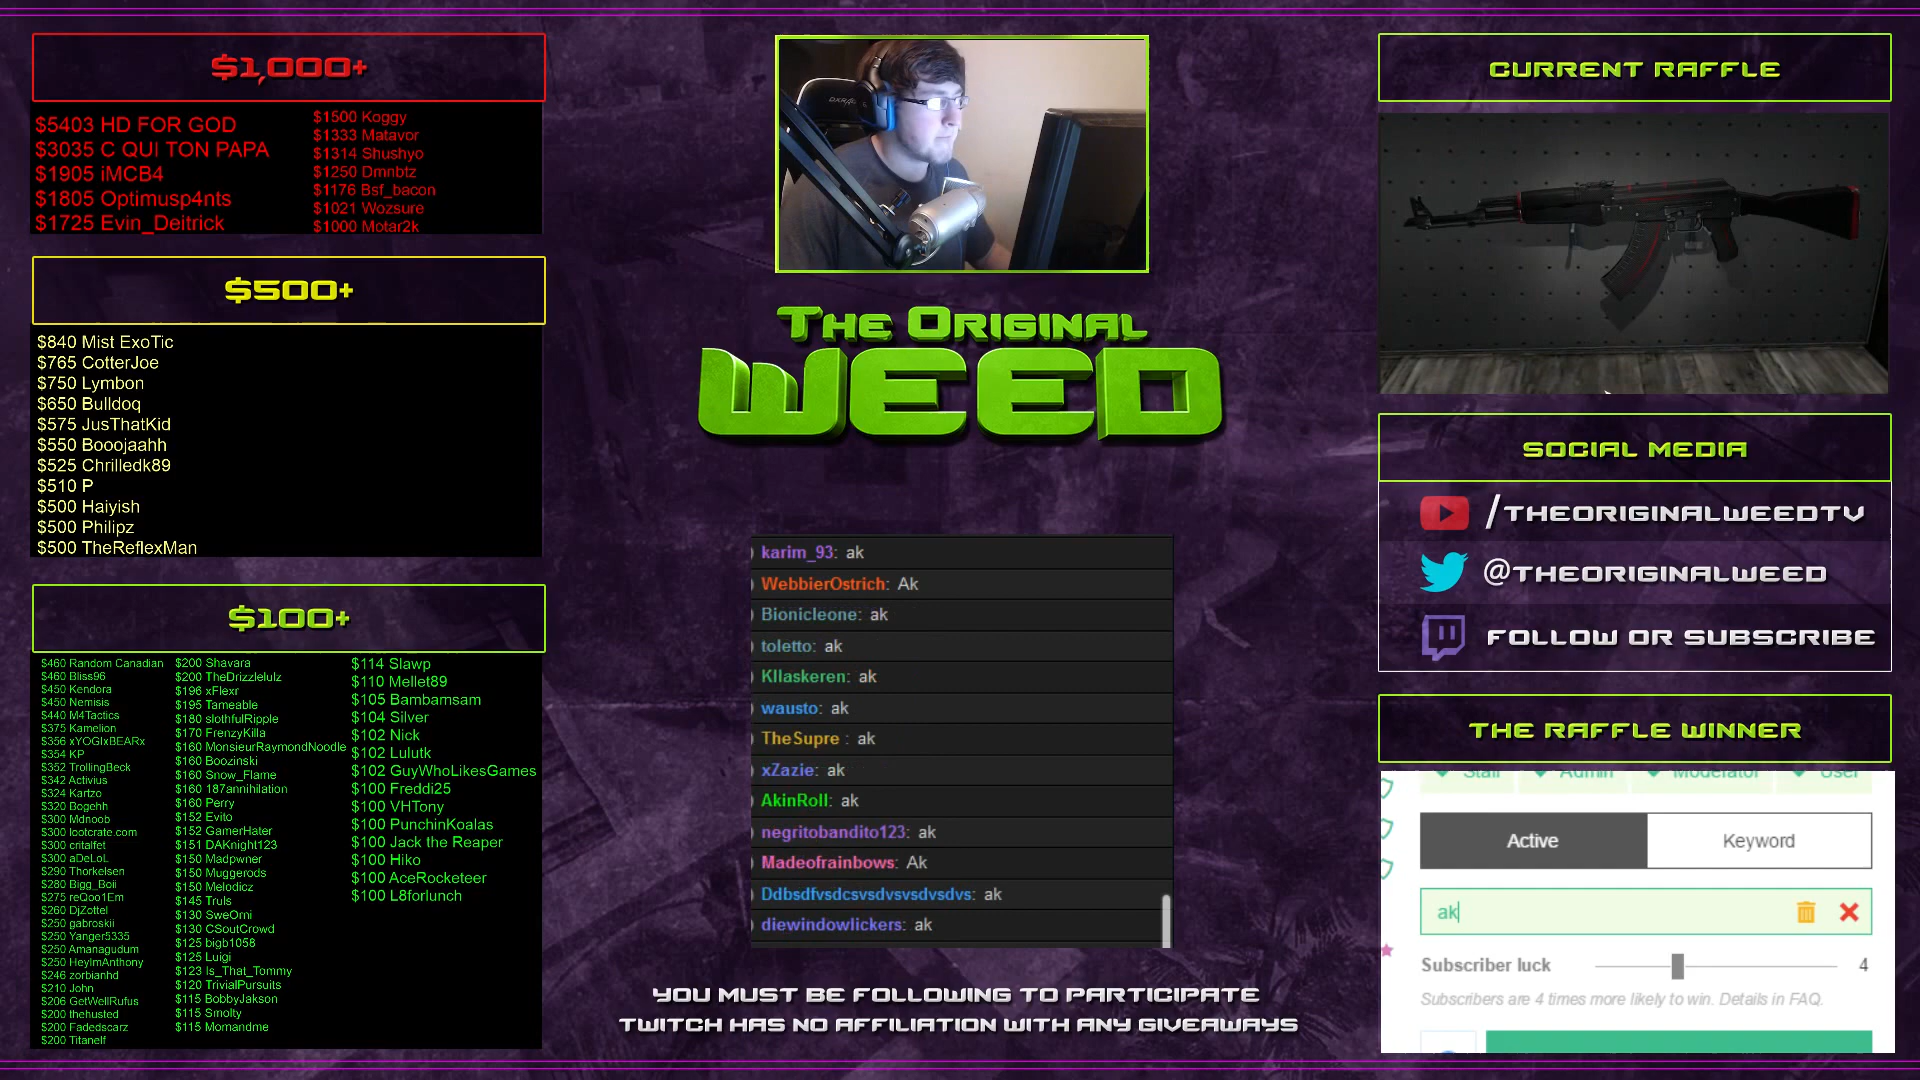 $1,000+
$5403 HD FOR GOD
$3035 C QUI TON PAPA
$1905 iMCB4
$1805 Optimusp4nts
$1725 Evin_Deitrick
$1500 Koggy
$1333 Matavor
$1314 Shushyo
$1250 Dmnbtz
$1176 Bsf_bacon
$1021 Wozsure
$1000 Motar2k
$500+
$840 Mist ExoTic
$765 CotterJoe
$750 Lymbon
$650 Bulldoq
$575 JusThatKid
$550 Booojaahh
$525 Chrilledk89
$510 P
$500 Haiyish
$500 Philipz
$500 TheReflexMan
$100+
$460 Random Canadian
$460 Bliss96
$450 Kendora
$450 Nemisis
$440 M4Tactics
$375 Kamelion
$356 xYOGIxBEARx
$354 KP
$352 TrollingBeck
$342 Activius
$324 Kartzo
$320 Bogehh
$300 Mdnoob
$300 lootcrate.com
$300 critalfet
$300 aDeLoL
$290 Thorkelsen
$280 Bigg_Boii
$275 reQoo1Em
$260 DjZottel
$250 gabroskii
$250 Yanger5335
$250 Amanagudum
$250 HeyImAnthony
$246 zorbianhd
$210 John
$206 GetWellRufus
$200 thehusted
$200 Fadedscarz
$200 Titanelf
$200 Shavara
$200 TheDrizzlelulz
$196 xFlexr
$195 Tameable
$180 slothfulRipple
$170 FrenzyKilla
$160 MonsieurRaymondNoodle
$160 Boozinski
$160 Snow_Flame
$160 187annihilation
$160 Perry
$152 Evito
$152 GamerHater
$151 DAKnight123
$150 Madpwner
$150 Muggerods
$150 Melodicz
$145 Truls
$130 SweOrni
$130 CSoutCrowd
$125 bigb1058
$125 Luigi
$123 Is_That_Tommy
$120 TrivialPursuits
$115 BobbyJakson
$115 Smolty
$115 Momandme
$114 Slawp
$110 Mellet89
$105 Bambamsam
$104 Silver
$102 Nick
$102 Lulutk
$102 GuyWhoLikesGames
$100 Freddi25
$100 VHTony
$100 PunchinKoalas
$100 Jack the Reaper
$100 Hiko
$100 AceRocketeer
$100 L8forlunch
DXRACER
THE ORIGINAL
WEED
karim_93: ak
WebbierOstrich: Ak
Bionicleone: ak
toletto: ak
Kllaskeren: ak
wausto: ak
TheSupre : ak
xZazie: ak
AkinRoll: ak
negritobandito123: ak
Madeofrainbows: Ak
Ddbsdfvsdcsvsdvsvsdvsdvs: ak
diewindowlickers: ak
YOU MUST BE FOLLOWING TO PARTICIPATE
TWITCH HAS NO AFFILIATION WITH ANY GIVEAWAYS
CURRENT RAFFLE
SOCIAL MEDIA
/THEORIGINALWEEDTV
@THEORIGINALWEED
FOLLOW OR SUBSCRIBE
THE RAFFLE WINNER
Staff Admin Moderator User
Active Keyword
ak
Subscriber luck 4
Subscribers are 4 times more likely to win. Details in FAQ.